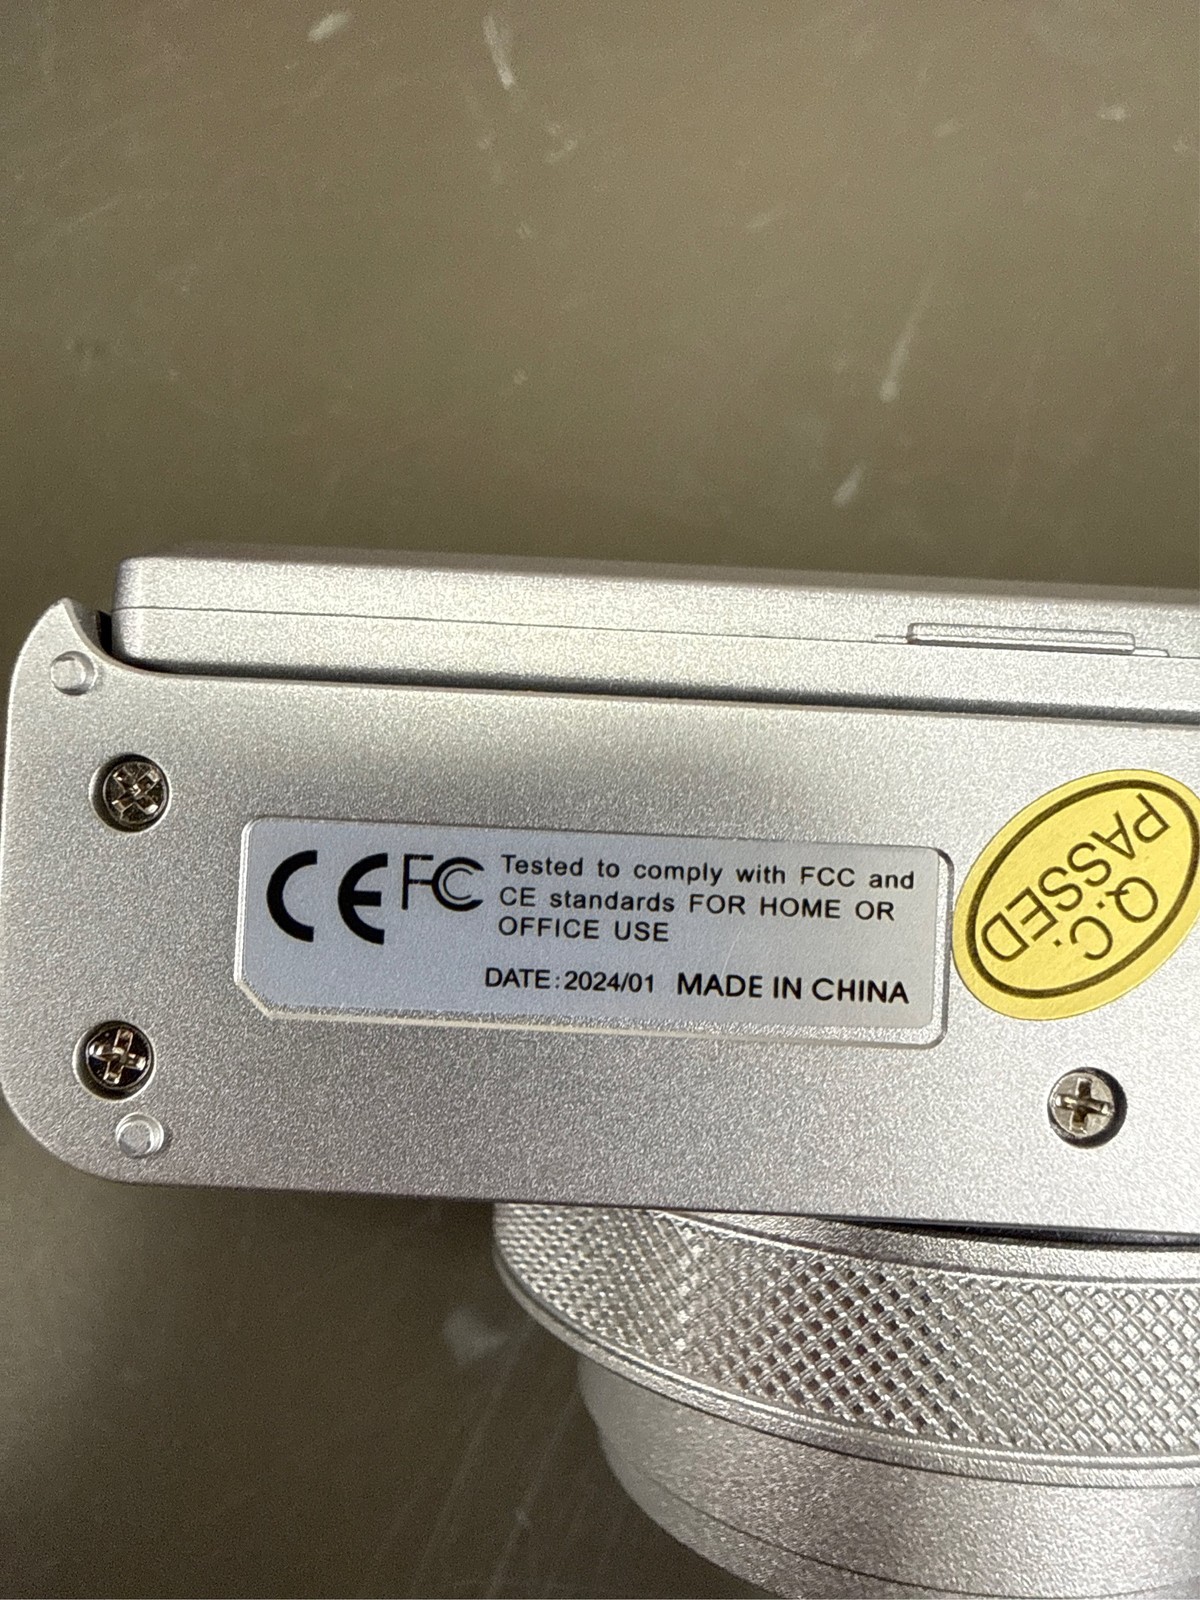 CE FC Tested to comply with FCC and
CE standards FOR HOME OR
OFFICE USE
DATE:2024/01 MADE IN CHINA
Q.C.
PASSED